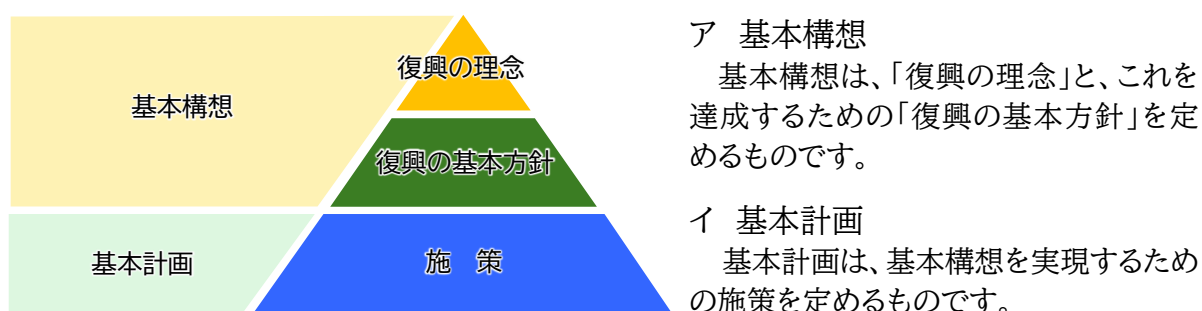 基本構想
復興の理念
復興の基本方針
基本計画
施 策
ア 基本構想
基本構想は、「復興の理念」と、これを
達成するための「復興の基本方針」を定
めるものです。
イ 基本計画
基本計画は、基本構想を実現するため
の施策を定めるものです。